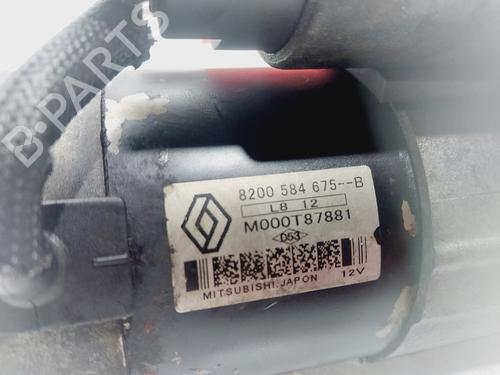 B-PARTS
8200 584 675--B
L8 12
M000T87881
D53
MITSUBISHI.JAPON 12V